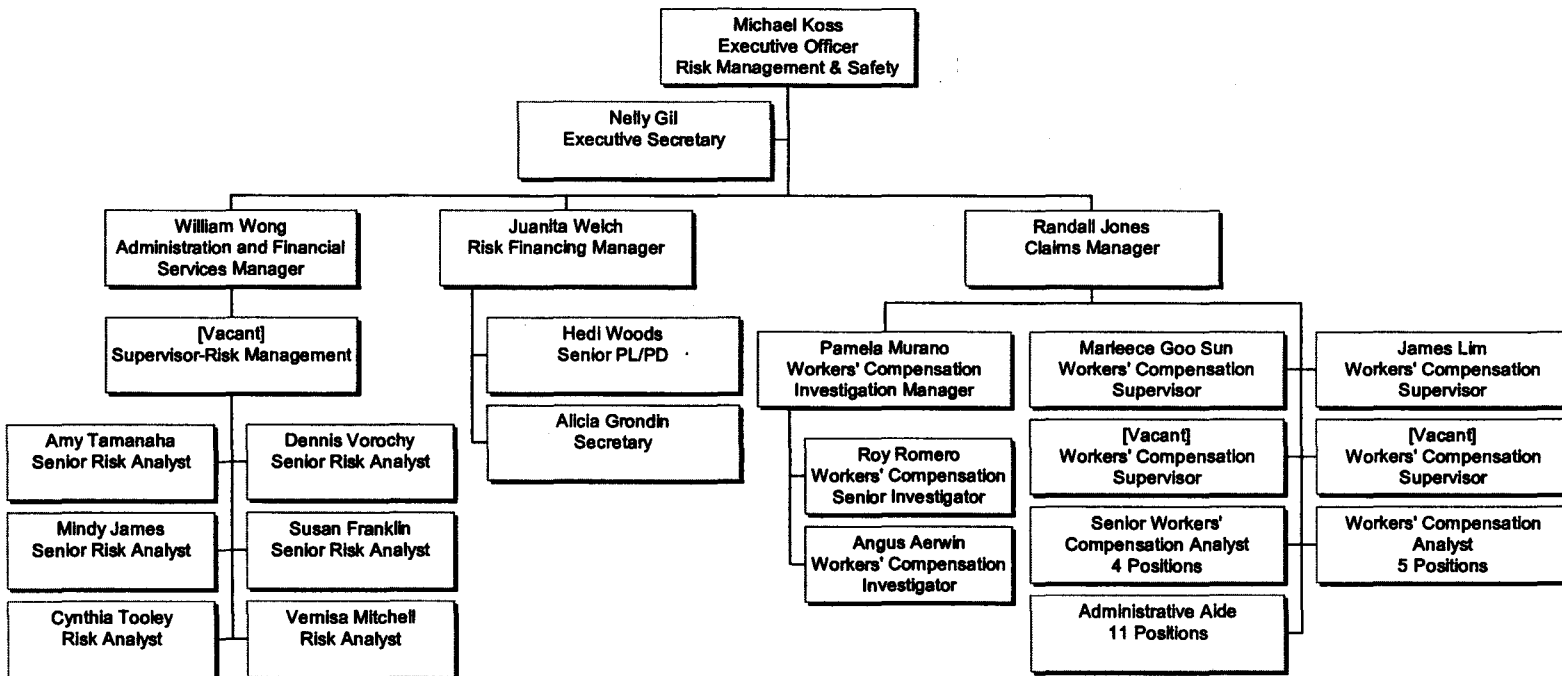 Michael Koss
Executive Officer
Risk Management & Safety
Nelly Gil
Executive Secretary
William Wong
Administration and Financial
Services Manager
Juanita Welch
Risk Financing Manager
Randall Jones
Claims Manager
[Vacant]
Supervisor-Risk Management
Hedi Woods
Senior PL/PD
Alicia Grondin
Secretary
Pamela Murano
Workers' Compensation
Investigation Manager
Marleece Goo Sun
Workers' Compensation
Supervisor
James Lim
Workers' Compensation
Supervisor
Amy Tamanaha
Senior Risk Analyst
Dennis Vorochy
Senior Risk Analyst
Roy Romero
Workers' Compensation
Senior Investigator
[Vacant]
Workers' Compensation
Supervisor
[Vacant]
Workers' Compensation
Supervisor
Mindy James
Senior Risk Analyst
Susan Franklin
Senior Risk Analyst
Angus Aerwin
Workers' Compensation
Investigator
Senior Workers'
Compensation Analyst
4 Positions
Workers' Compensation
Analyst
5 Positions
Cynthia Tooley
Risk Analyst
Vernisa Mitchell
Risk Analyst
Administrative Aide
11 Positions